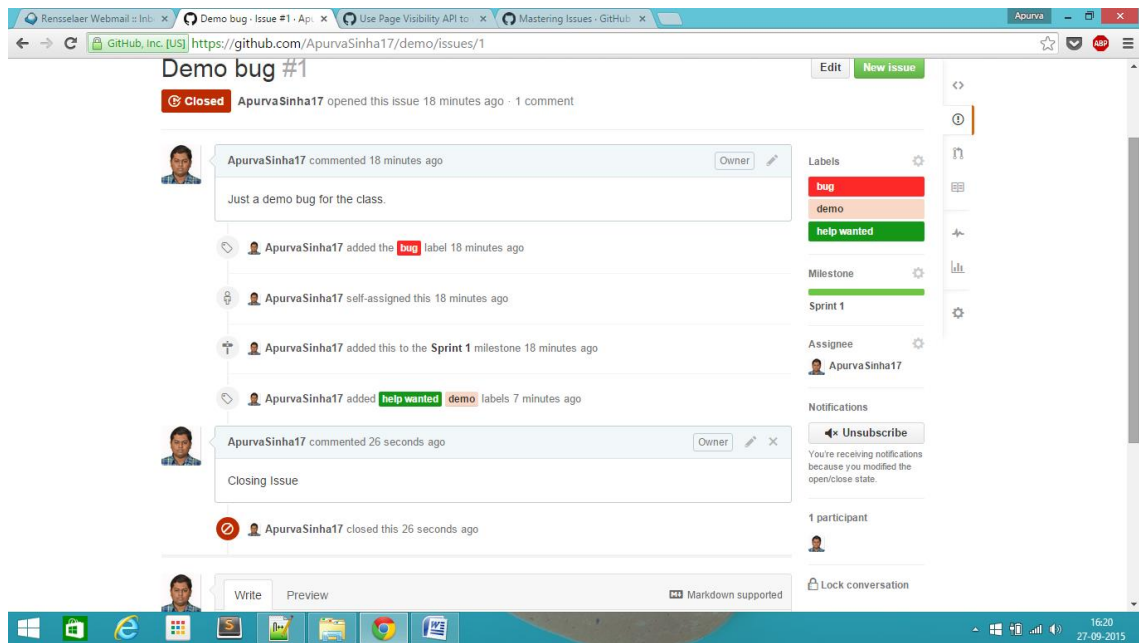 Rensselaer Webmail :: Inb
Demo bug · Issue #1 · Apu
Use Page Visibility API to
Mastering Issues · GitHub
Apurva
GitHub, Inc. [US] https://github.com/ApurvaSinha17/demo/issues/1
ABP
Demo bug #1
Edit New issue
Closed ApurvaSinha17 opened this issue 18 minutes ago · 1 comment
ApurvaSinha17 commented 18 minutes ago Owner
Just a demo bug for the class.
ApurvaSinha17 added the bug label 18 minutes ago
ApurvaSinha17 self-assigned this 18 minutes ago
ApurvaSinha17 added this to the Sprint 1 milestone 18 minutes ago
ApurvaSinha17 added help wanted demo labels 7 minutes ago
ApurvaSinha17 commented 26 seconds ago Owner
Closing Issue
ApurvaSinha17 closed this 26 seconds ago
Write Preview Markdown supported
Labels
bug
demo
help wanted
Milestone
Sprint 1
Assignee
ApurvaSinha17
Notifications
Unsubscribe
You're receiving notifications
because you modified the
open/close state.
1 participant
Lock conversation
16:20
27-09-2015